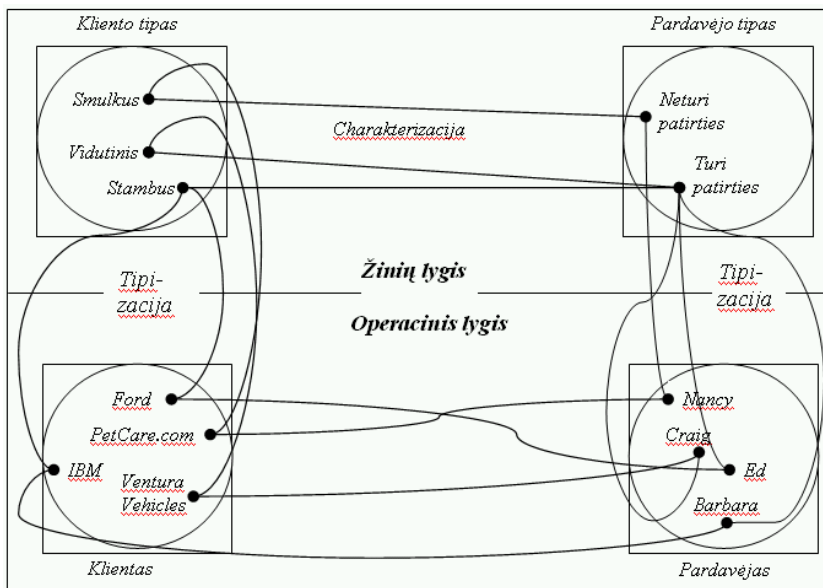 Kliento tipas
Pardavėjo tipas
Smulkus
Neturi
patirties
Charakterizacija
Vidutinis
Turi
patirties
Stambus
Žinių lygis
Tipi-
zacija
Tipi-
zacija
Operacinis lygis
Ford
Nancy
PetCare.com
Craig
IBM
Ventura
Vehicles
Ed
Barbara
Klientas
Pardavėjas